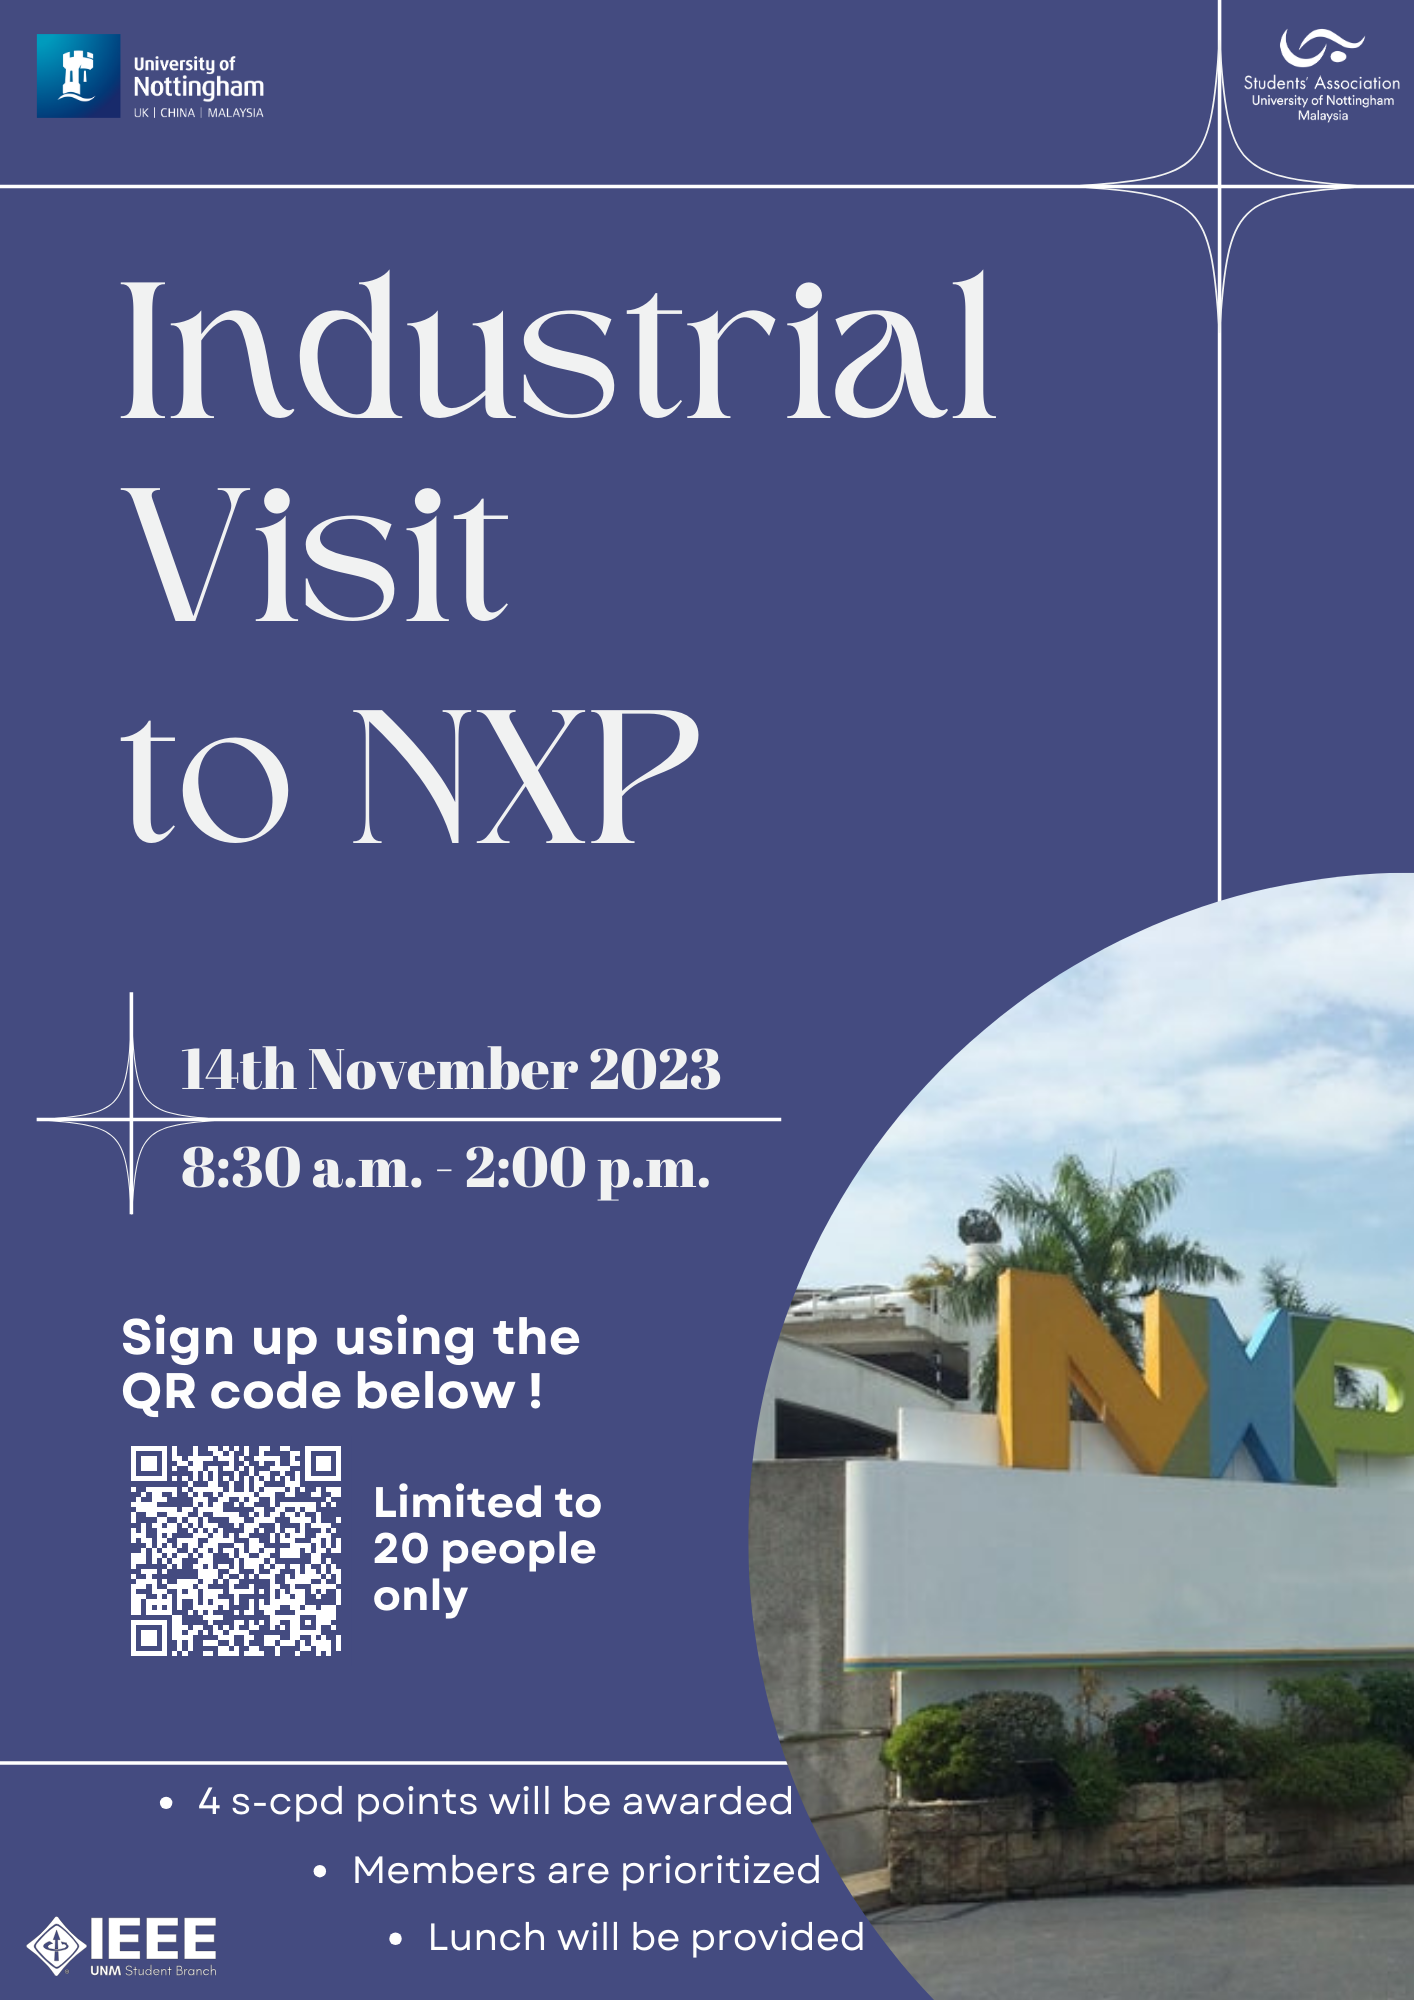 University of
Nottingham
UK | CHINA | MALAYSIA
Students' Association
University of Nottingham
Malaysia
Industrial
Visit
to NXP
14th November 2023
8:30 a.m. - 2:00 p.m.
Sign up using the
QR code below !
Limited to
20 people
only
NXP
• 4 s-cpd points will be awarded
• Members are prioritized
• Lunch will be provided
IEEE
UNM Student Branch